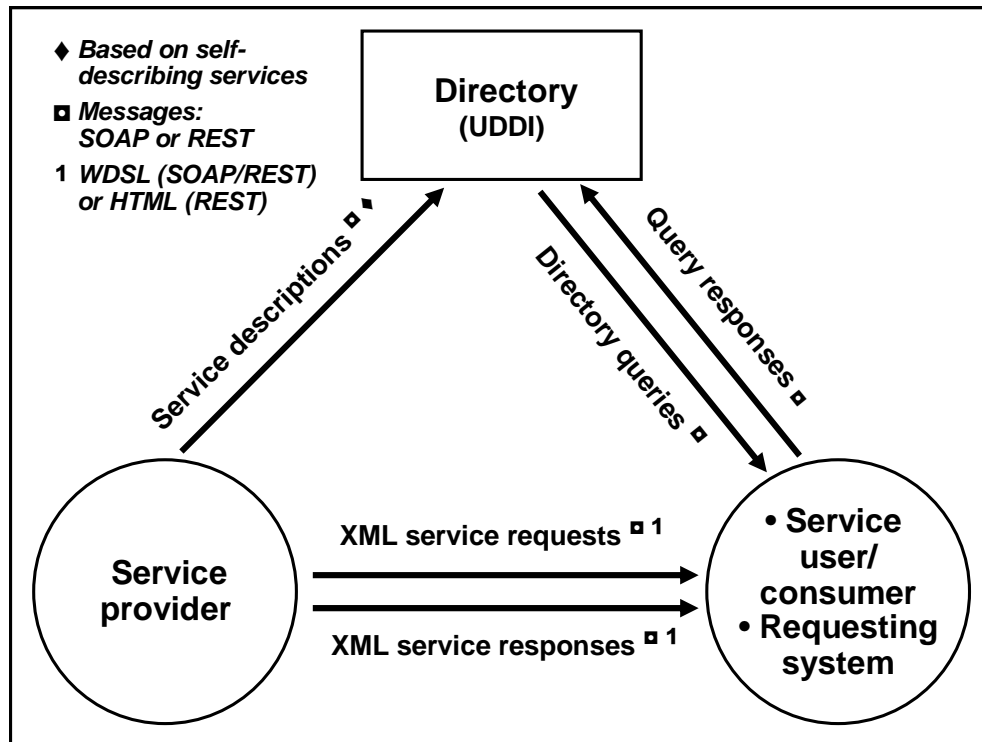 ♦ Based on self-
describing services
◘ Messages:
SOAP or REST
1 WDSL (SOAP/REST)
or HTML (REST)
Directory
(UDDI)
Service descriptions ◘ ♦
Directory queries ◘
Query responses ◘
Service
provider
XML service requests ◘ 1
XML service responses ◘ 1
• Service
user/
consumer
• Requesting
system